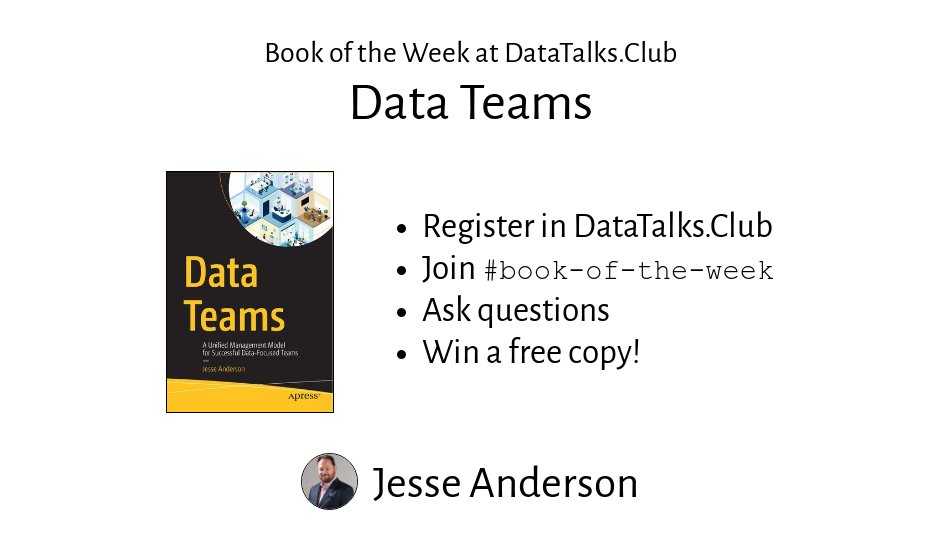 Book of the Week at DataTalks.Club
Data Teams
Data
Teams
A Unified Management Model
for Successful Data-Focused Teams
Jesse Anderson
Apress®
• Register in DataTalks.Club
• Join #book-of-the-week
• Ask questions
• Win a free copy!
Jesse Anderson